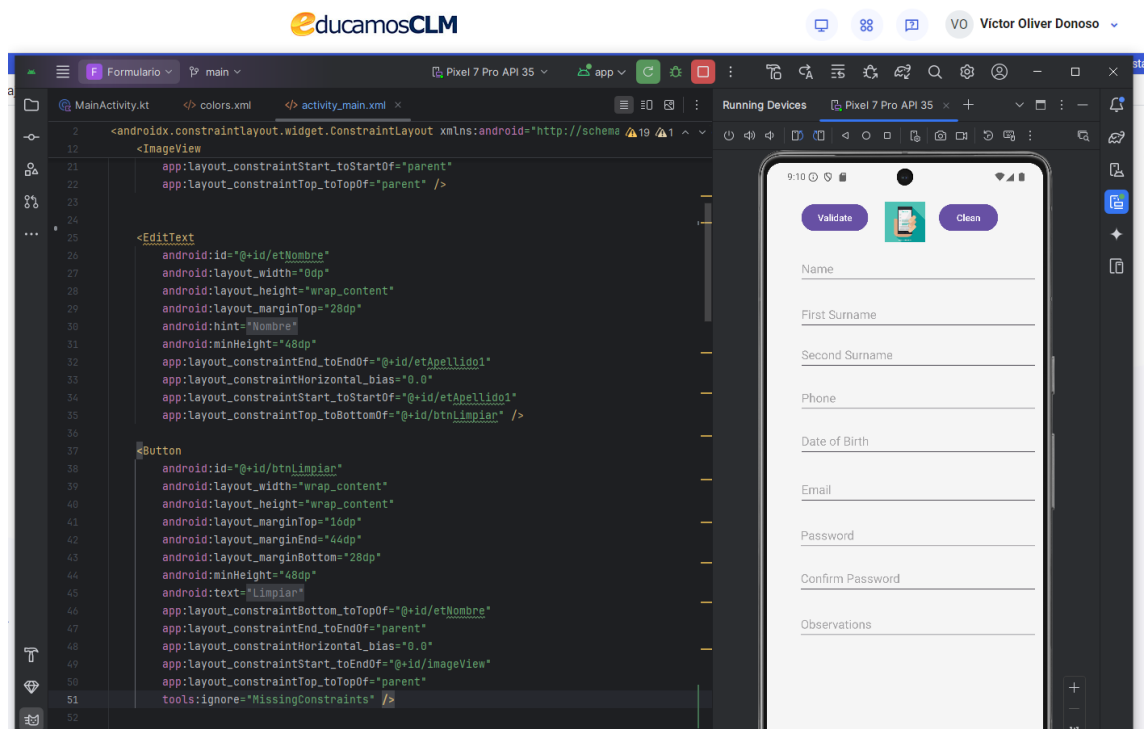 educamosCLM
VO Víctor Oliver Donoso
F Formulario main Pixel 7 Pro API 35 app
MainActivity.kt colors.xml activity_main.xml Running Devices Pixel 7 Pro API 35
2 <androidx.constraintlayout.widget.ConstraintLayout xmlns:android="http://schema 19 1
12 <ImageView
21 app:layout_constraintStart_toStartOf="parent"
22 app:layout_constraintTop_toTopOf="parent" />
23
24
25 <EditText
26 android:id="@+id/etNombre"
27 android:layout_width="0dp"
28 android:layout_height="wrap_content"
29 android:layout_marginTop="28dp"
30 android:hint="Nombre"
31 android:minHeight="48dp"
32 app:layout_constraintEnd_toEndOf="@+id/etApellido1"
33 app:layout_constraintHorizontal_bias="0.0"
34 app:layout_constraintStart_toStartOf="@+id/etApellido1"
35 app:layout_constraintTop_toBottomOf="@+id/btnLimpiar" />
36
37 <Button
38 android:id="@+id/btnLimpiar"
39 android:layout_width="wrap_content"
40 android:layout_height="wrap_content"
41 android:layout_marginTop="16dp"
42 android:layout_marginEnd="44dp"
43 android:layout_marginBottom="28dp"
44 android:minHeight="48dp"
45 android:text="Limpiar"
46 app:layout_constraintBottom_toTopOf="@+id/etNombre"
47 app:layout_constraintEnd_toEndOf="parent"
48 app:layout_constraintHorizontal_bias="0.0"
49 app:layout_constraintStart_toEndOf="@+id/imageView"
50 app:layout_constraintTop_toTopOf="parent"
51 tools:ignore="MissingConstraints" />
52
9:10
Validate Clean
Name
First Surname
Second Surname
Phone
Date of Birth
Email
Password
Confirm Password
Observations